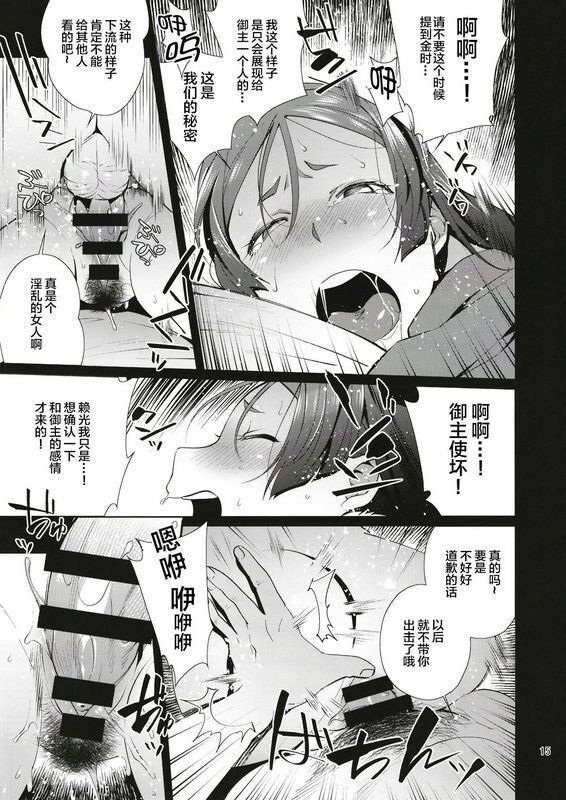 啊啊…!
请不要这个时候
提到金时…
咿
我这个样子
是只会展现给
御主一个人的…
这是
我们的秘密
咿
呜
这种
下流的样子
肯定不能
给其他人
看的吧~
真是个
淫乱的女人
啊
啊啊…!
御主使坏!
赖光我只是…!
想确认一下
和御主的感情
才来的!
真的吗~
要是
不好好
道歉的话
以后
就不带你
出击了哦
嗯咿
咿
咿咿咿
15